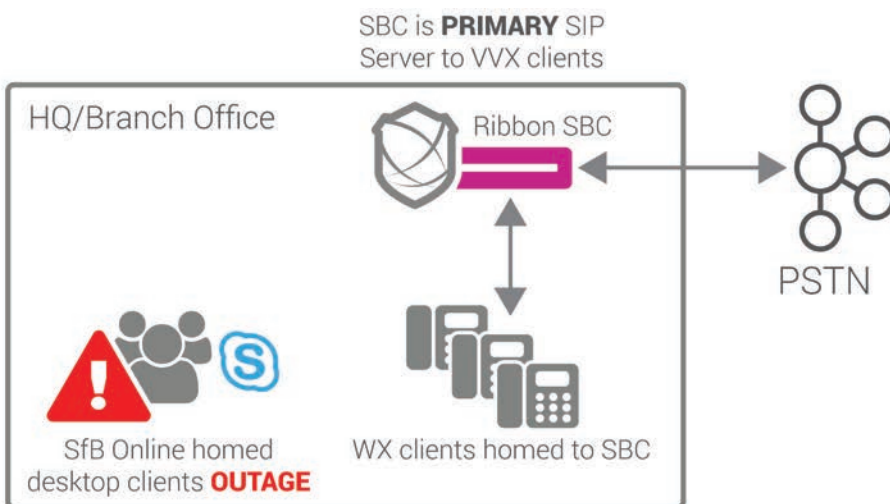 SBC is PRIMARY SIP
Server to VVX clients
HQ/Branch Office
Ribbon SBC
PSTN
SfB Online homed
desktop clients OUTAGE
WX clients homed to SBC